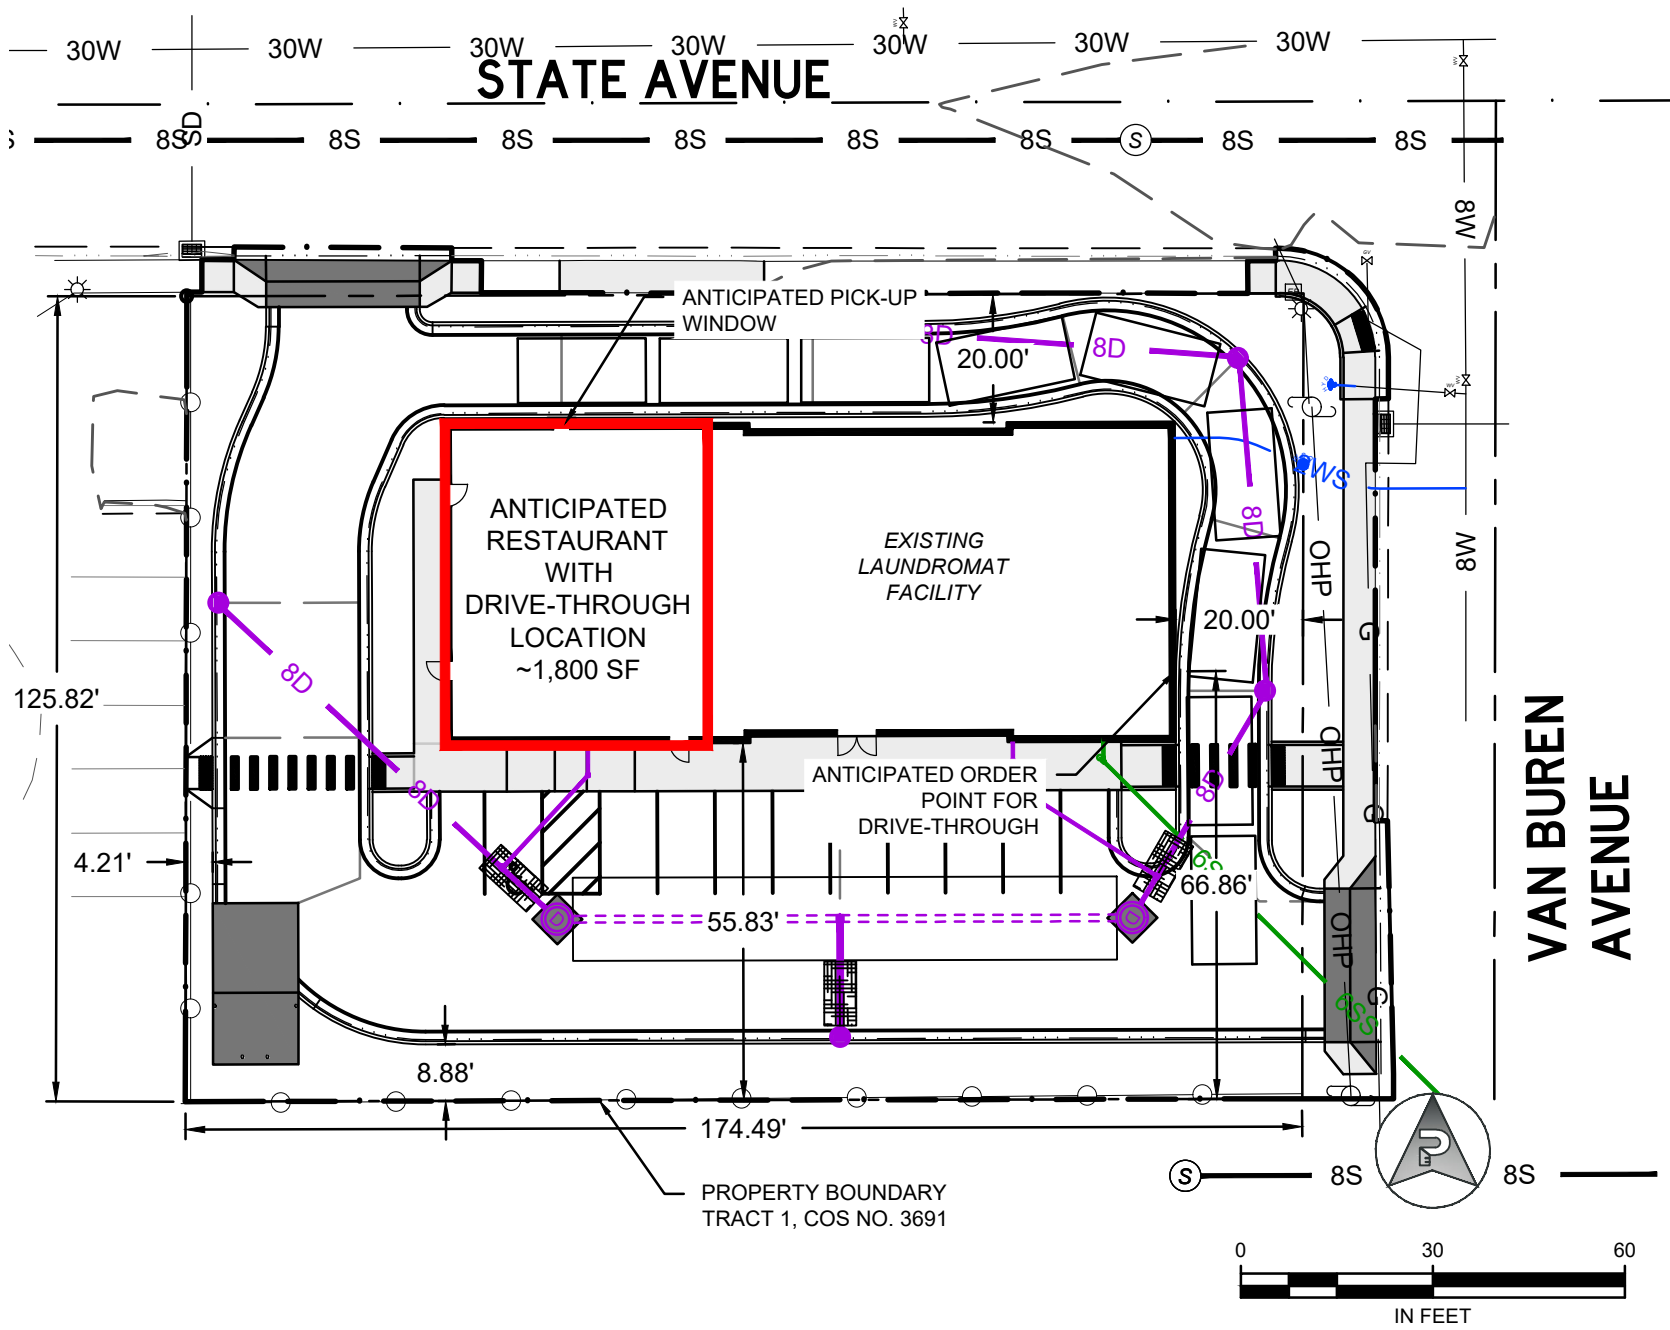 30W 30W 30W 30W 30W 30W 30W
STATE AVENUE
SD
8S 8S 8S 8S 8S 8S S 8S 8S
8W
ANTICIPATED PICK-UP
WINDOW
8D
8D
20.00'
ANTICIPATED
RESTAURANT
WITH
DRIVE-THROUGH
LOCATION
~1,800 SF
EXISTING
LAUNDROMAT
FACILITY
8D
OHP
8W
20.00'
G
8D
125.82'
OHP
VAN BUREN
AVENUE
ANTICIPATED ORDER
POINT FOR
DRIVE-THROUGH
8D
8D
G
4.21'
66.86'
55.83'
D
D
OHP
G
6SS
8.88'
174.49'
PROPERTY BOUNDARY
TRACT 1, COS NO. 3691
S 8S 8S
0 30 60
IN FEET